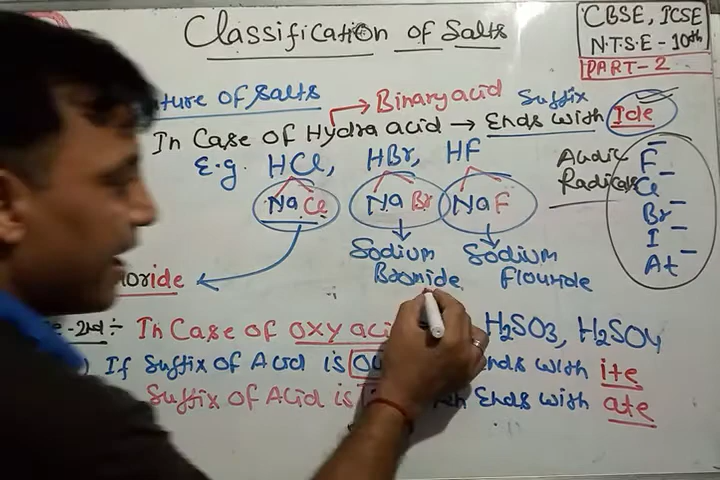 Classification of Salts
CBSE, ICSE
N.T.S.E - 10th
PART-2
ture of Salts
Binary acid
Suffix
In Case of Hydra acid → Ends with Ide
E.g. HCl, HBr, HF
Acidic
Radicals
F⁻
Cl⁻
Br⁻
I⁻
At⁻
NaCl
NaBr
NaF
Sodium
Bromide
Sodium
Flouride
oride
-2nd ÷ In Case of Oxy aci H2SO3, H2SO4
) If Suffix of Acid is nds with ite
Suffix of Acid is Ends with ate